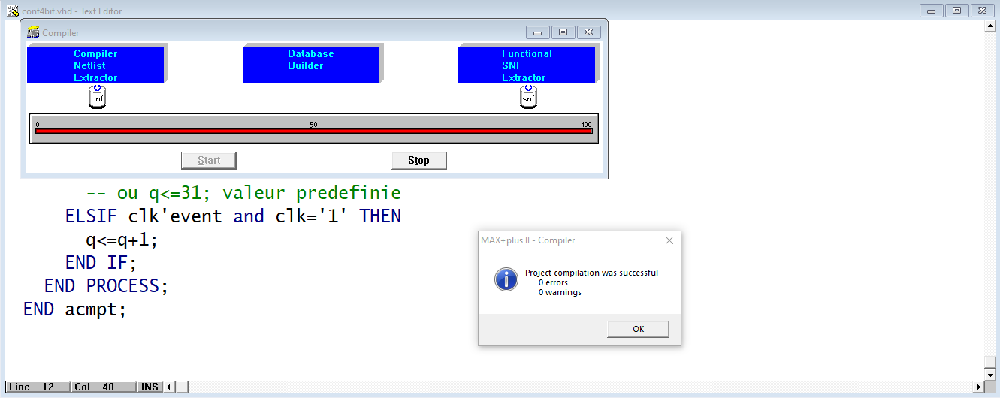 cont4bit.vhd - Text Editor
Compiler
Compiler
Netlist
Extractor
Database
Builder
Functional
SNF
Extractor
cnf
snf
0 50 100
Start
Stop
-- ou q<=31; valeur predefinie
ELSIF clk'event and clk='1' THEN
q<=q+1;
END IF;
END PROCESS;
END acmpt;
MAX+plus II - Compiler
Project compilation was successful
0 errors
0 warnings
OK
Line 12 Col 40 INS